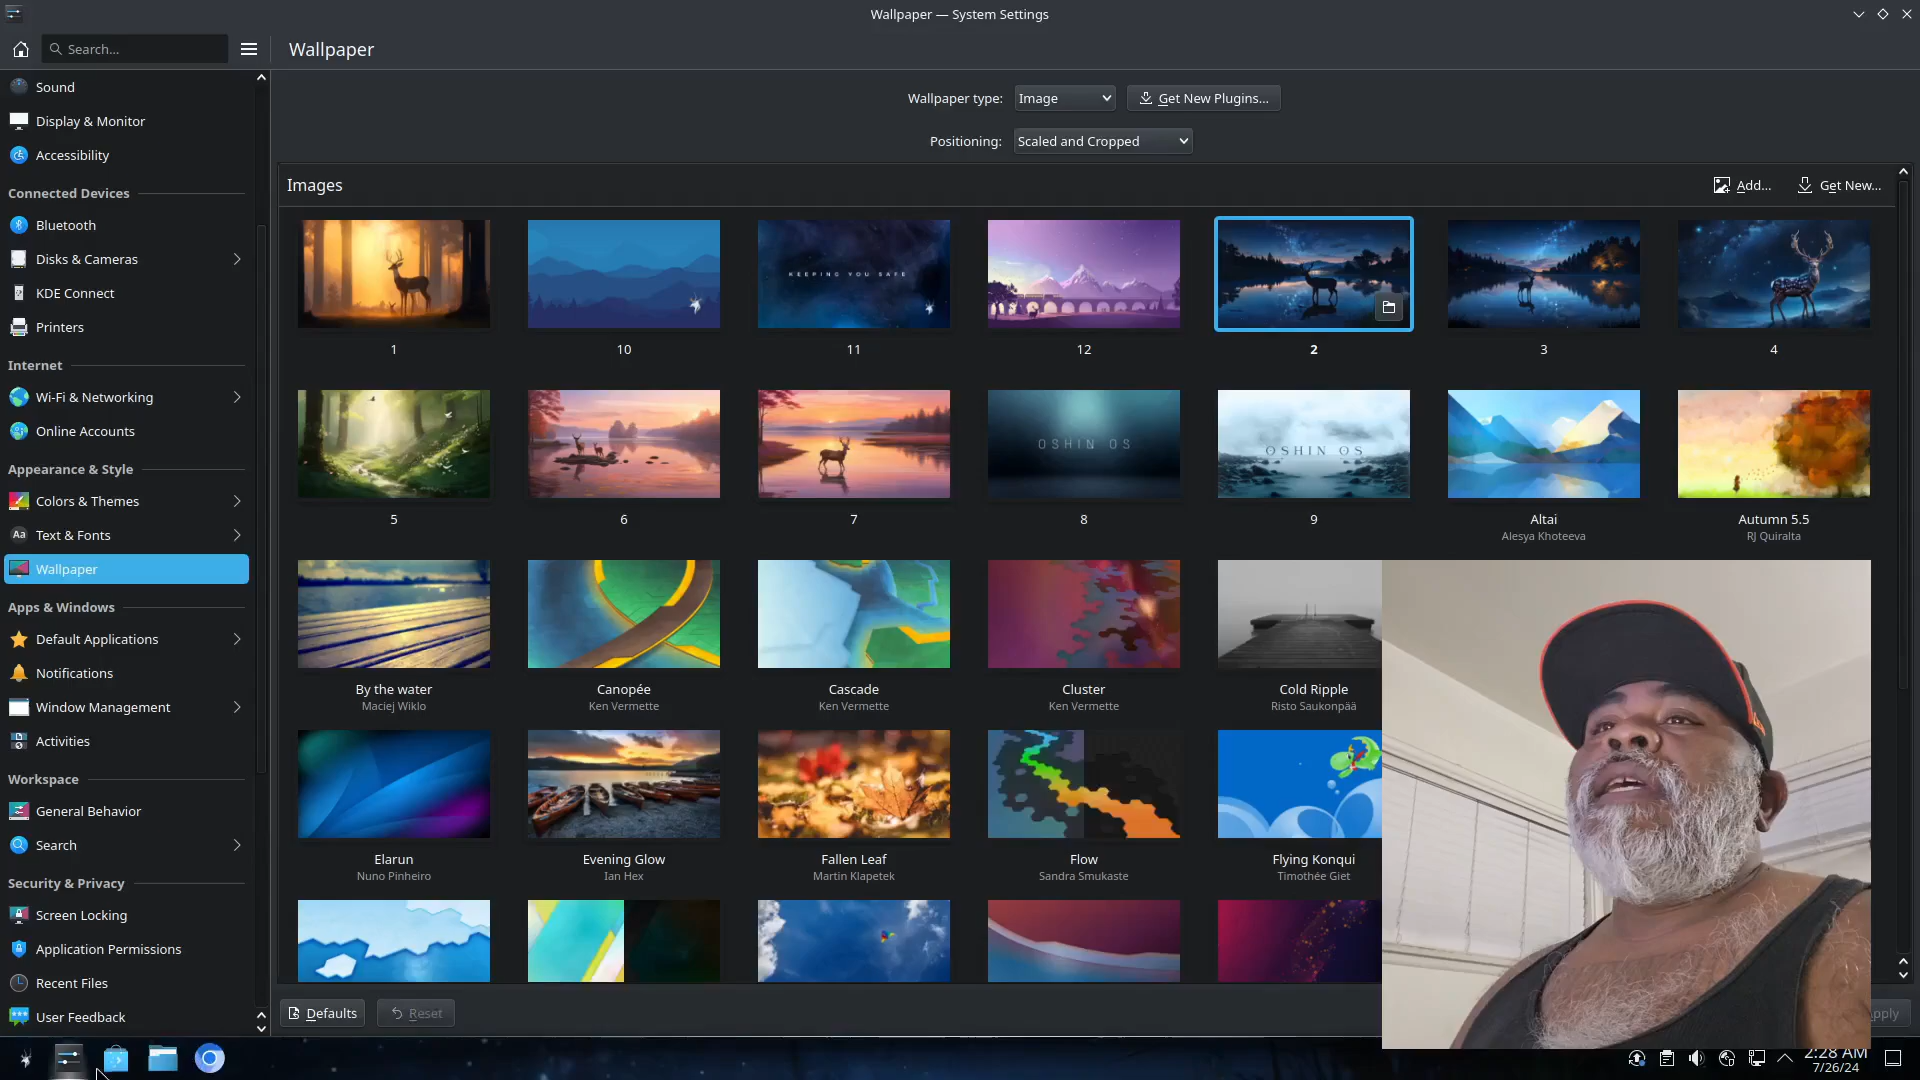 Wallpaper — System Settings
Search...
Wallpaper
Sound
Display & Monitor
Accessibility
Connected Devices
Bluetooth
Disks & Cameras
KDE Connect
Printers
Internet
Wi-Fi & Networking
Online Accounts
Appearance & Style
Colors & Themes
Aa Text & Fonts
Wallpaper
Apps & Windows
Default Applications
Notifications
Window Management
Activities
Workspace
General Behavior
Search
Security & Privacy
Screen Locking
Application Permissions
Recent Files
User Feedback
Wallpaper type: Image Get New Plugins...
Positioning: Scaled and Cropped
Images Add... Get New...
KEEPING YOU SAFE
1 10 11 12 2 3 4
OSHIN OS OSHIN OS
5 6 7 8 9 Altai Autumn 5.5
Alesya Khoteeva RJ Quiralta
By the water Canopée Cascade Cluster Cold Ripple
Maciej Wiklo Ken Vermette Ken Vermette Ken Vermette Risto Saukonpää
Elarun Evening Glow Fallen Leaf Flow Flying Konqui
Nuno Pinheiro Ian Hex Martin Klapetek Sandra Smukaste Timothée Giet
Defaults Reset pply
2:28 AM
7/26/24